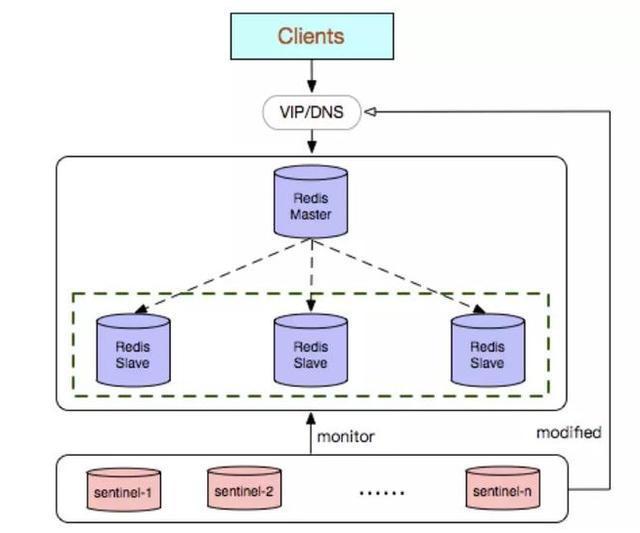 Clients
VIP/DNS
Redis
Master
Redis
Slave
Redis
Slave
Redis
Slave
monitor
modified
sentinel-1
sentinel-2
......
sentinel-n